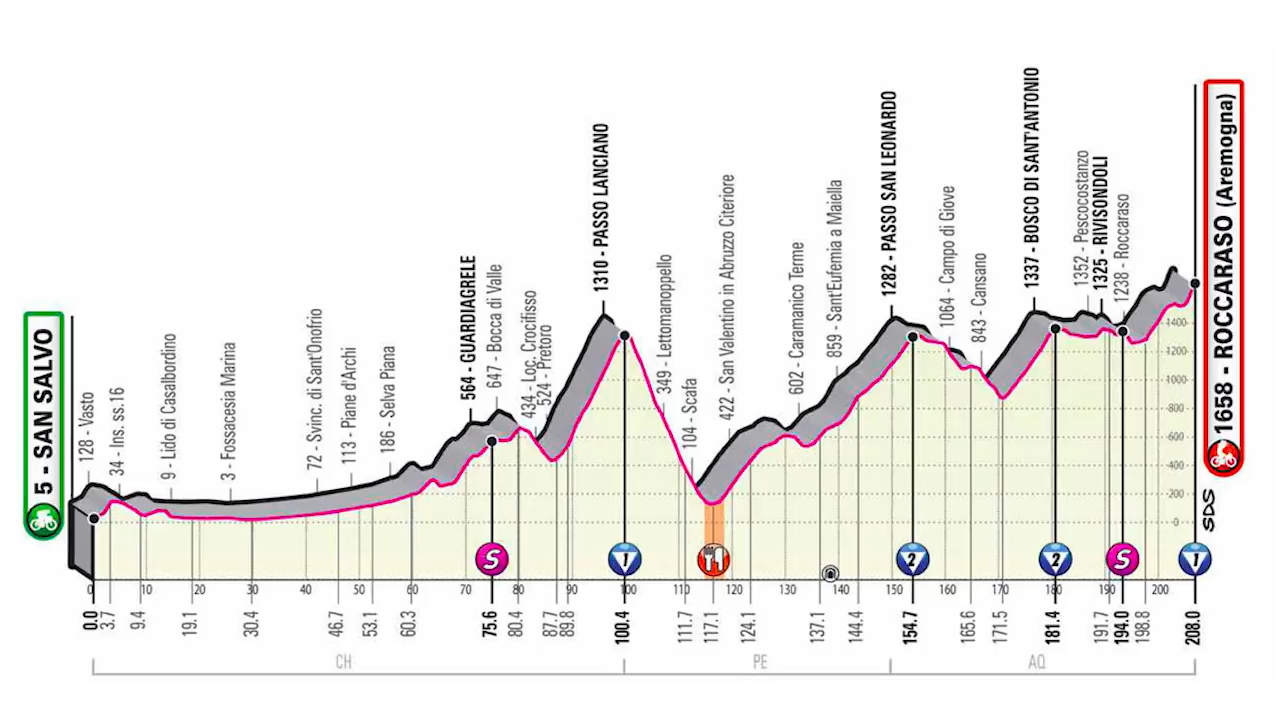 5 - SAN SALVO
128 - Vasto
34 - Ins. ss.16
9 - Lido di Casalbordino
3 - Fossacesia Marina
72 - Svinc. di Sant'Onofrio
113 - Piane d'Archi
186 - Selva Piana
564 - GUARDIAGRELE
647 - Bocca di Valle
434 - Loc. Crocifisso
524 - Pretoro
1310 - PASSO LANCIANO
349 - Lettomanoppello
104 - Scafa
422 - San Valentino in Abruzzo Citeriore
602 - Caramanico Terme
859 - Sant'Eufemia a Maiella
1282 - PASSO SAN LEONARDO
1064 - Campo di Giove
843 - Cansano
1337 - BOSCO DI SANT'ANTONIO
1352 - Pescocostanzo
1325 - RIVISONDOLI
1238 - Roccaraso
1658 - ROCCARASO (Aremogna)
1400
1200
1000
800
600
400
200
0
SDS
S
1
2
2
S
1
0 10 20 30 40 50 60 70 80 90 100 110 120 130 140 150 160 170 180 190 200
0.0 3.7 9.4 19.1 30.4 46.7 53.1 60.3 75.6 80.4 87.7 89.8 100.4 111.7 117.1 124.1 137.1 144.4 154.7 165.6 171.5 181.4 191.7 194.0 198.8 208.0
CH PE AQ